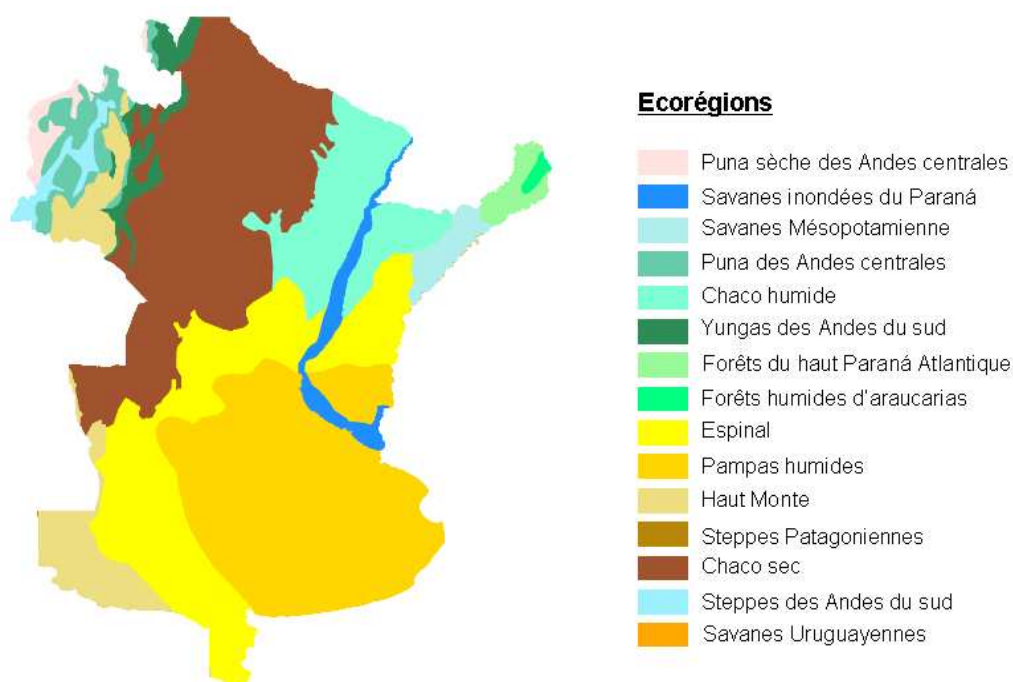 Ecorégions
Puna sèche des Andes centrales
Savanes inondées du Paraná
Savanes Mésopotamienne
Puna des Andes centrales
Chaco humide
Yungas des Andes du sud
Forêts du haut Paraná Atlantique
Forêts humides d'araucarias
Espinal
Pampas humides
Haut Monte
Steppes Patagoniennes
Chaco sec
Steppes des Andes du sud
Savanes Uruguayennes